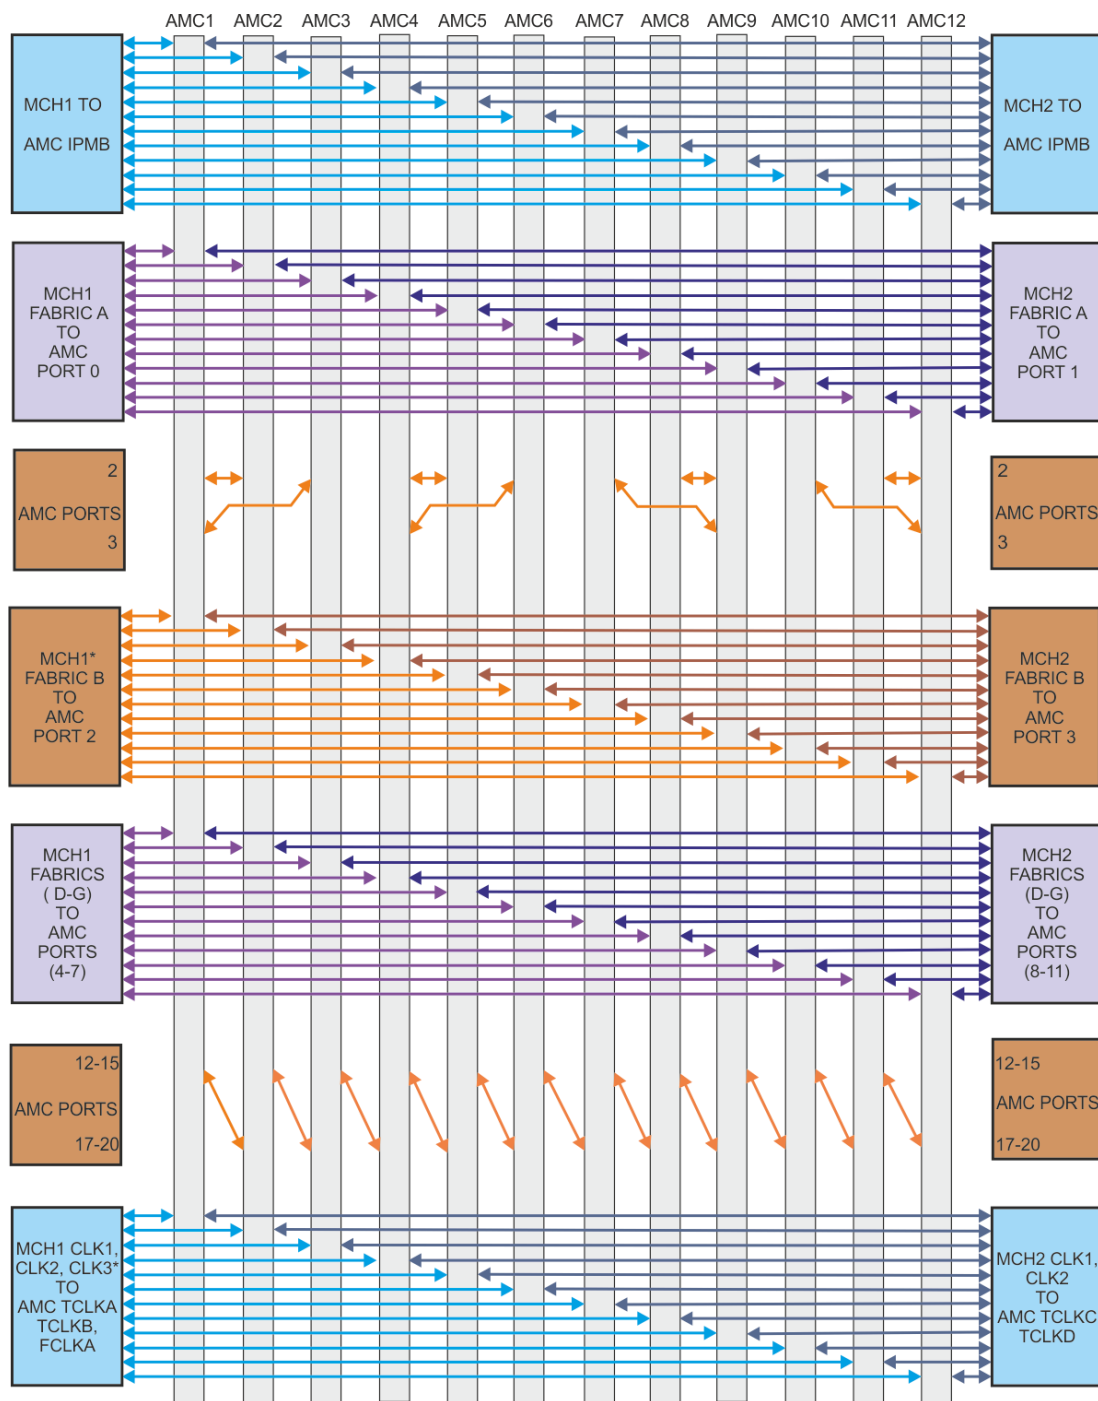 AMC1 AMC2 AMC3 AMC4 AMC5 AMC6 AMC7 AMC8 AMC9 AMC10 AMC11 AMC12
MCH1 TO
AMC IPMB
MCH2 TO
AMC IPMB
MCH1
FABRIC A
TO
AMC
PORT 0
MCH2
FABRIC A
TO
AMC
PORT 1
2
AMC PORTS
3
2
AMC PORTS
3
MCH1*
FABRIC B
TO
AMC
PORT 2
MCH2
FABRIC B
TO
AMC
PORT 3
MCH1
FABRICS
( D-G)
TO
AMC
PORTS
(4-7)
MCH2
FABRICS
(D-G)
TO
AMC
PORTS
(8-11)
12-15
AMC PORTS
17-20
12-15
AMC PORTS
17-20
MCH1 CLK1,
CLK2, CLK3*
TO
AMC TCLKA
TCLKB,
FCLKA
MCH2 CLK1,
CLK2
TO
AMC TCLKC
TCLKD